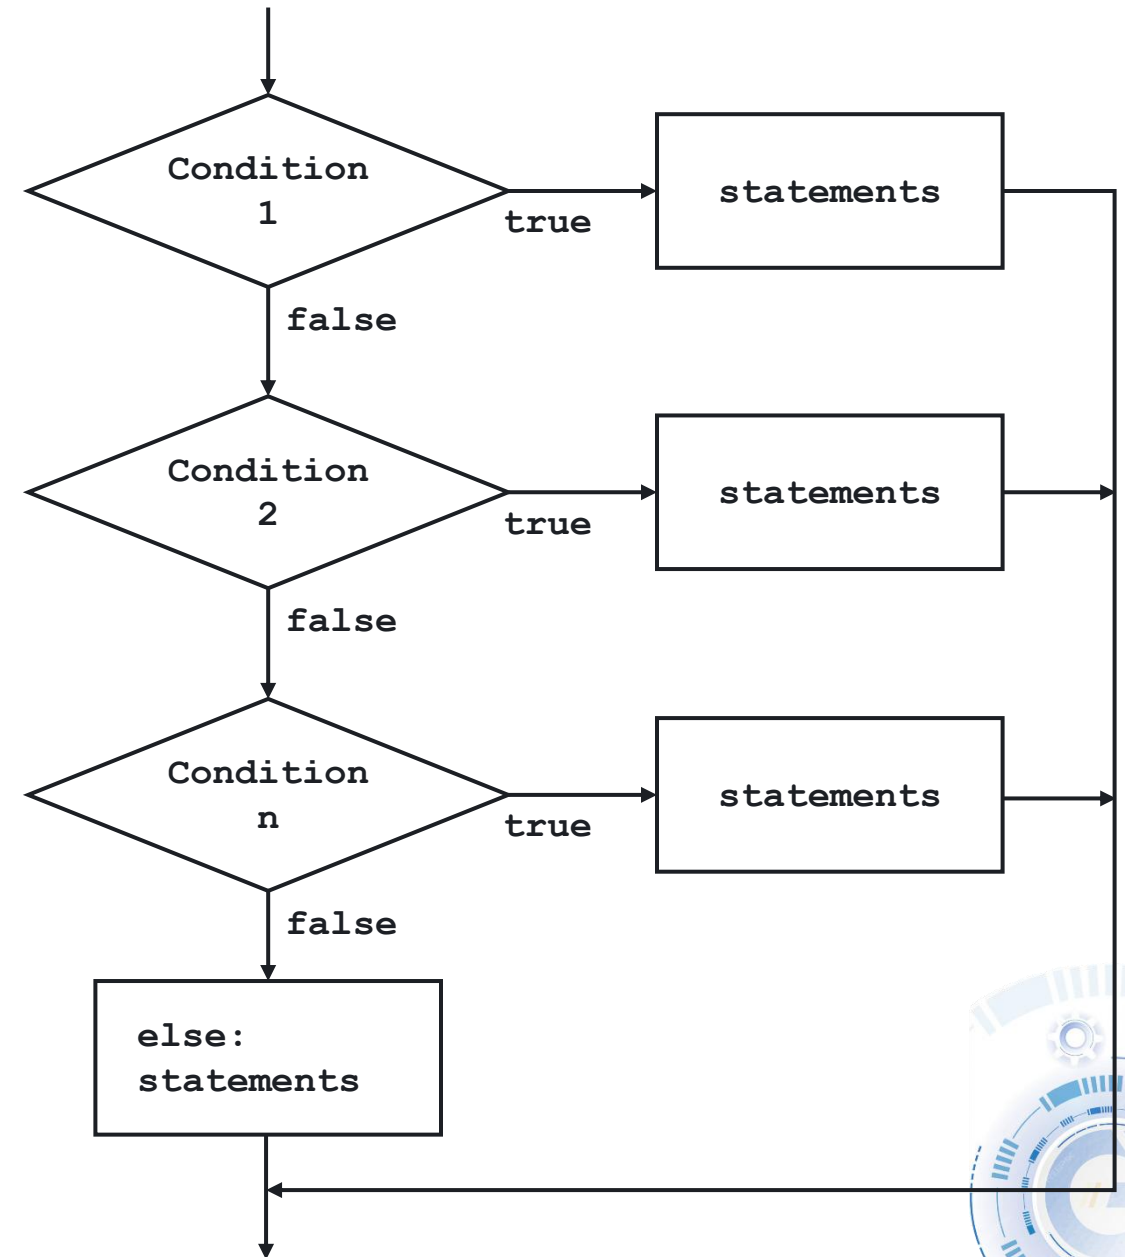 Condition
1
true
statements
false
Condition
2
true
statements
false
Condition
n
true
statements
false
else:
statements